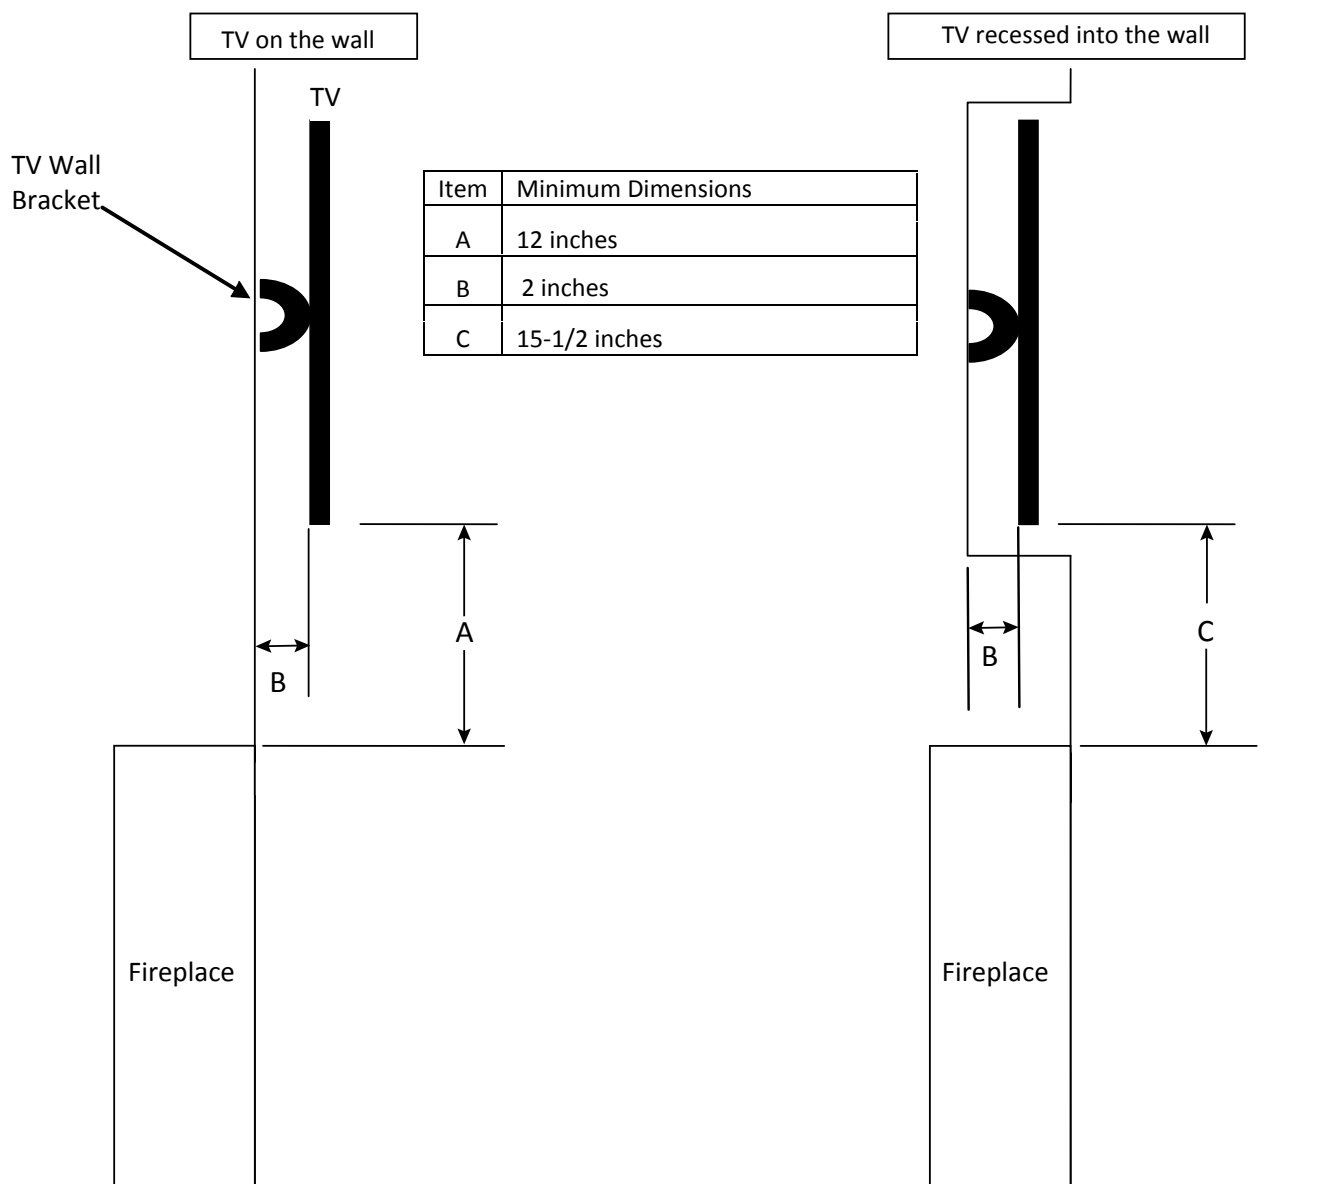 TV on the wall
TV recessed into the wall
TV
TV Wall
Bracket
Item Minimum Dimensions
A 12 inches
B 2 inches
C 15-1/2 inches
A
B
B
C
Fireplace
Fireplace